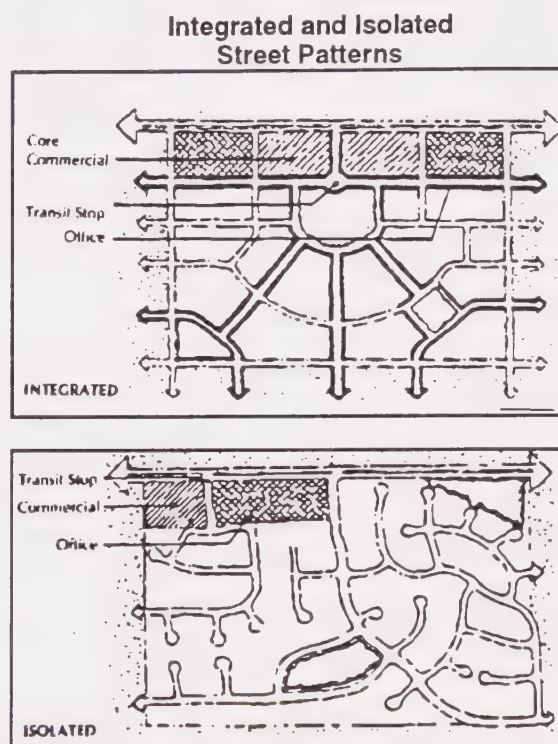 Integrated and Isolated
Street Patterns
Core
Commercial
Transit Stop
Office
INTEGRATED
Transit Stop
Commercial
Office
ISOLATED